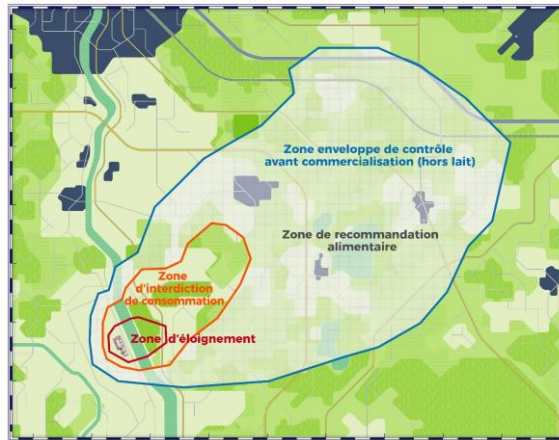 Zone enveloppe de contrôle
avant commercialisation (hors lait)
Zone de recommandation
alimentaire
Zone
d'interdiction
de consommation
Zone d'éloignement